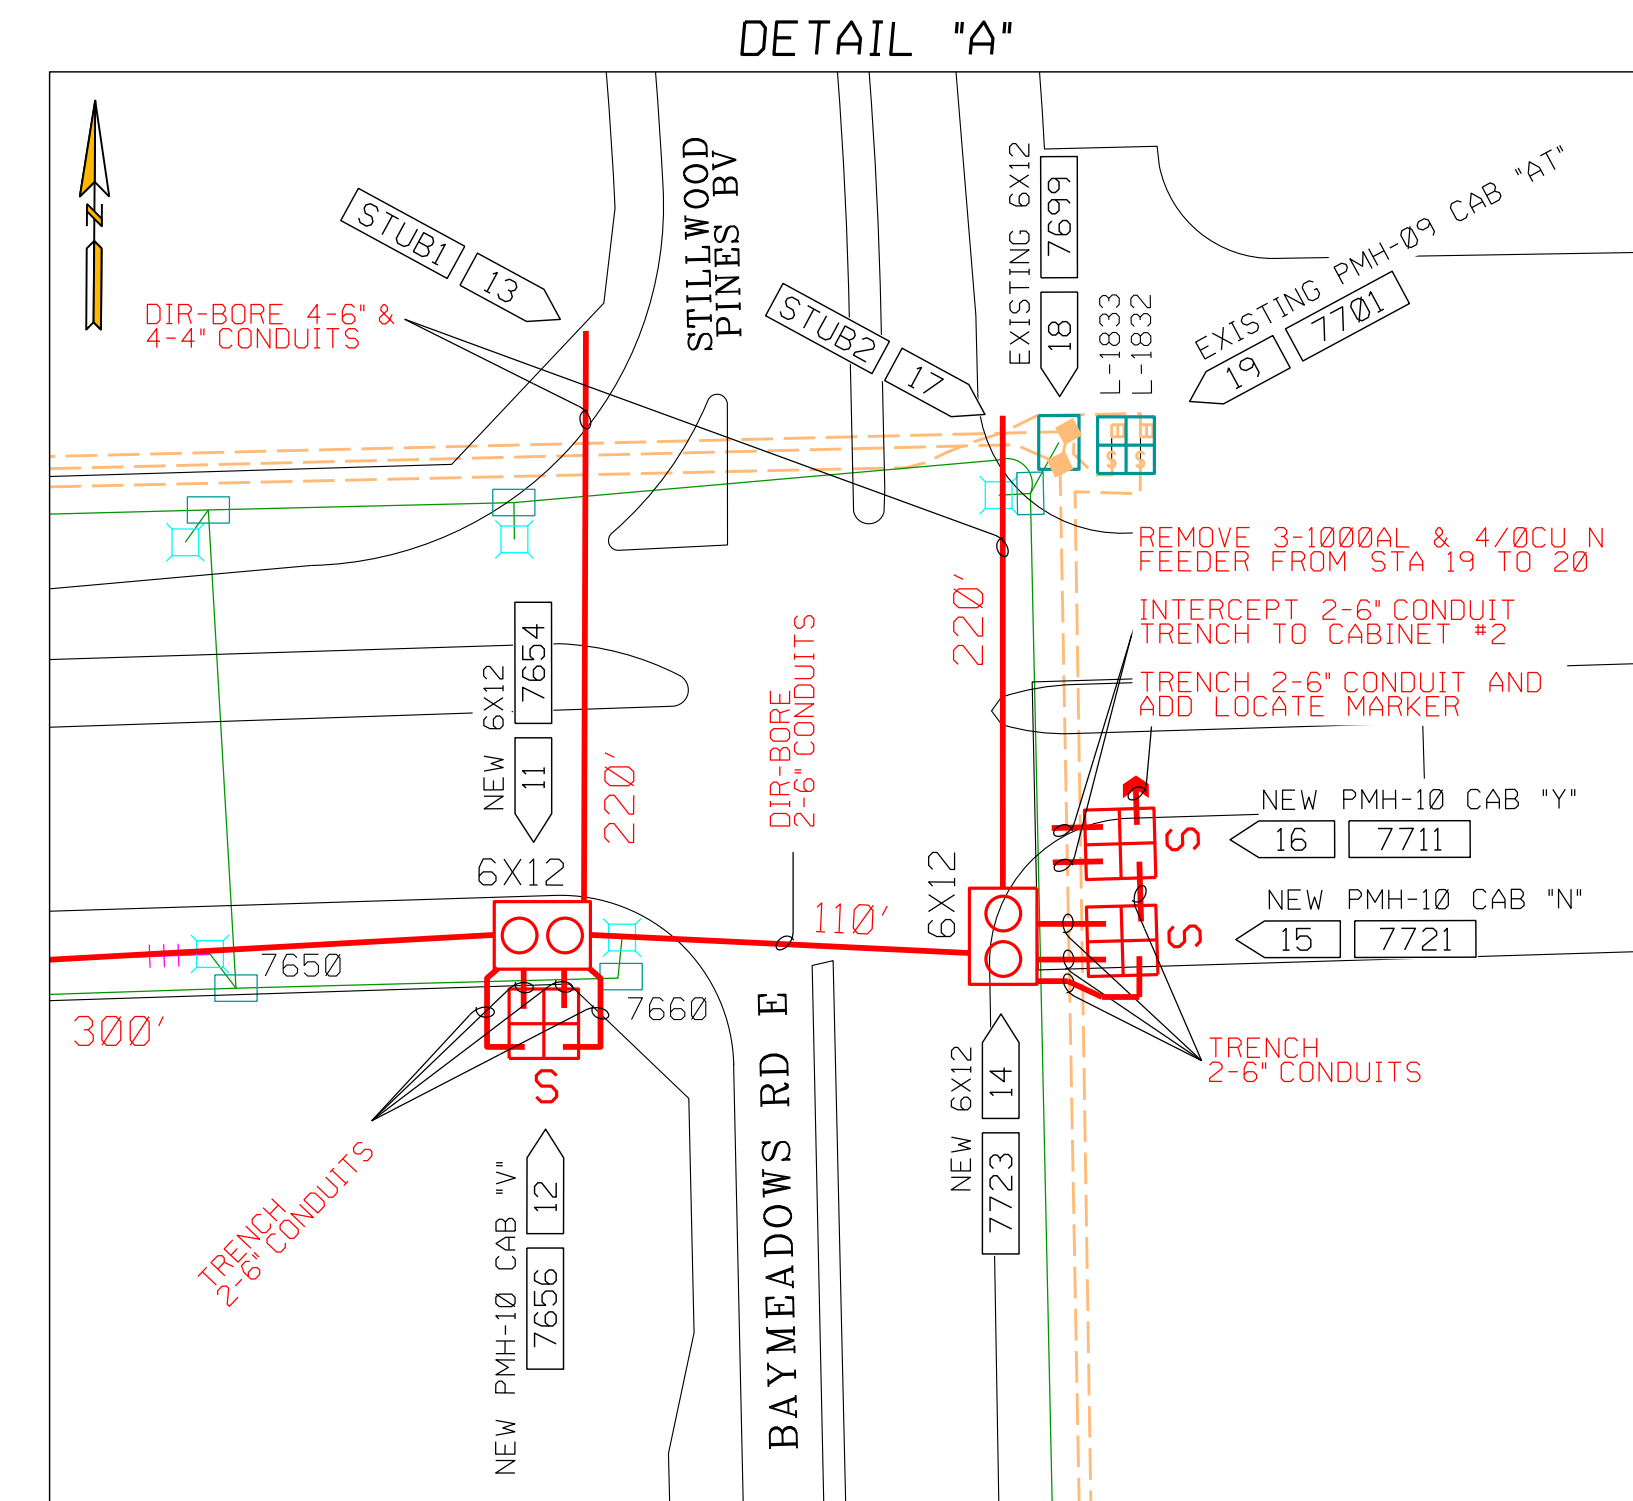 DETAIL "A"
N
STUB1
13
DIR-BORE 4-6" &
4-4" CONDUITS
STILLWOOD
PINES BV
STUB2
17
EXISTING 6X12
7699
18
L-1833
L-1832
EXISTING PMH-09 CAB "AT"
7701
19
S
S
REMOVE 3-1000AL & 4/0CU N
FEEDER FROM STA 19 TO 20
INTERCEPT 2-6" CONDUIT
TRENCH TO CABINET #2
TRENCH 2-6" CONDUIT AND
ADD LOCATE MARKER
NEW 6X12
7654
11
220'
DIR-BORE
2-6" CONDUITS
220'
NEW PMH-10 CAB "Y"
16
7711
S
6X12
6X12
110'
NEW PMH-10 CAB "N"
15
7721
S
7650
7660
300'
S
TRENCH
2-6" CONDUITS
TRENCH
2-6" CONDUITS
NEW PMH-10 CAB "V"
12
7656
BAYMEADOWS RD E
NEW 6X12
14
7723